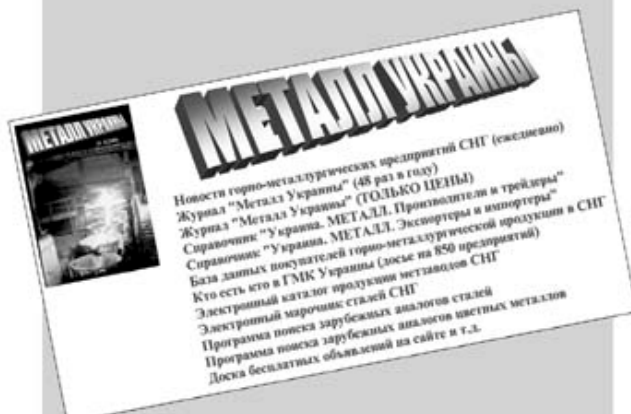 МЕТАЛЛ УКРАИНЫ
МЕТАЛЛ УКРАИНЫ
Новости горно-металлургических предприятий СНГ (ежедневно)
Журнал "Металл Украины" (48 раз в году)
Журнал "Металл Украины" (ТОЛЬКО ЦЕНЫ)
Справочник "Украина. МЕТАЛЛ. Производители и трейдеры"
Справочник "Украина. МЕТАЛЛ. Экспортеры и импортеры"
База данных покупателей горно-металлургической продукции в СНГ
Кто есть кто в ГМК Украины (досье на 850 предприятий)
Электронный каталог продукции метзаводов СНГ
Электронный марочник сталей СНГ
Программа поиска зарубежных аналогов сталей
Программа поиска зарубежных аналогов цветных металлов
Доска бесплатных объявлений на сайте и т.д.